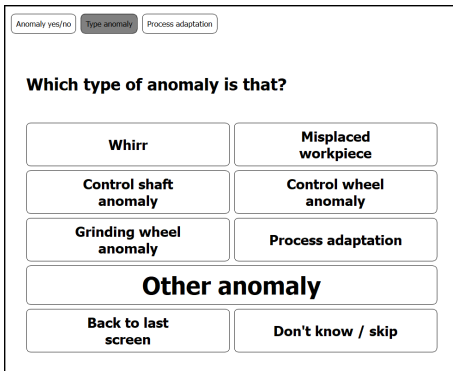 Anomaly yes/no Type anomaly Process adaptation
Which type of anomaly is that?
Whirr
Misplaced
workpiece
Control shaft
anomaly
Control wheel
anomaly
Grinding wheel
anomaly
Process adaptation
Other anomaly
Back to last
screen
Don't know / skip